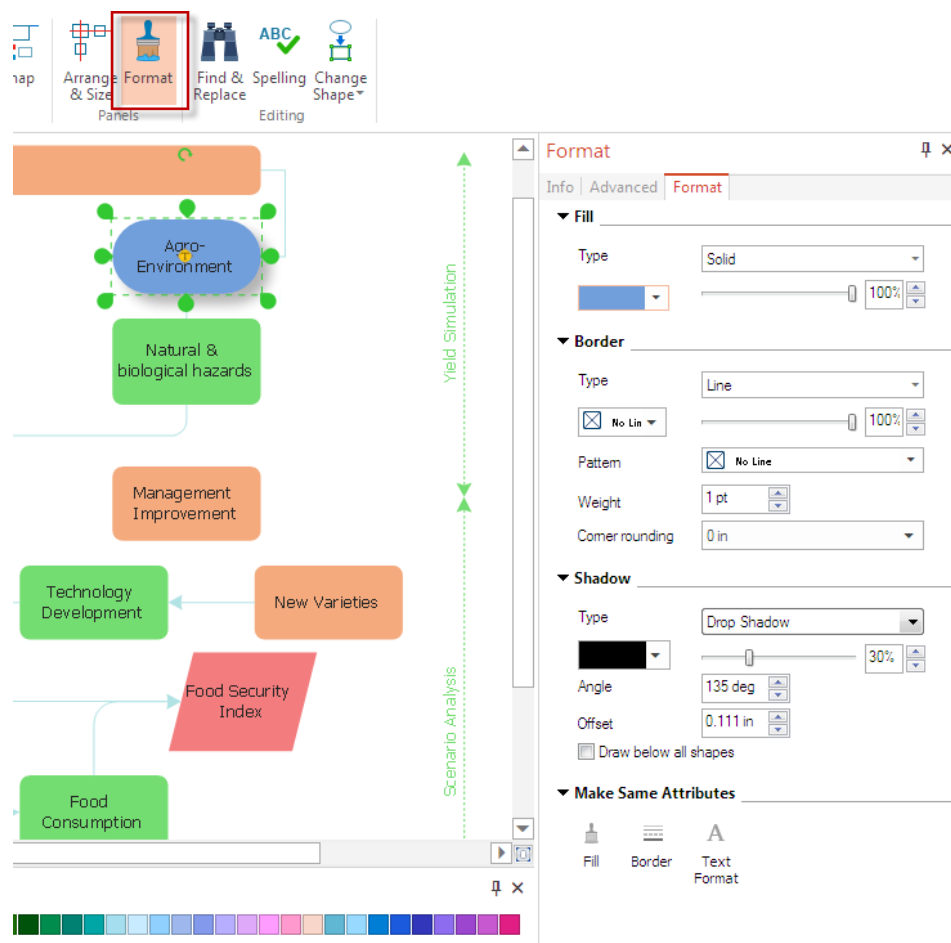 ABC
Arrange Format Find & Spelling Change
& Size Replace Shape
Panels Editing
Agro-
Environment
Natural &
biological hazards
Management
Improvement
Technology
Development
New Varieties
Food Security
Index
Food
Consumption
Yield Simulation
Scenario Analysis
Format
Info Advanced Format
Fill
Type Solid
100%
Border
Type Line
No Lin 100%
Pattern No Line
Weight 1 pt
Corner rounding 0 in
Shadow
Type Drop Shadow
30%
Angle 135 deg
Offset 0.111 in
Draw below all shapes
Make Same Attributes
A
Fill Border Text
Format